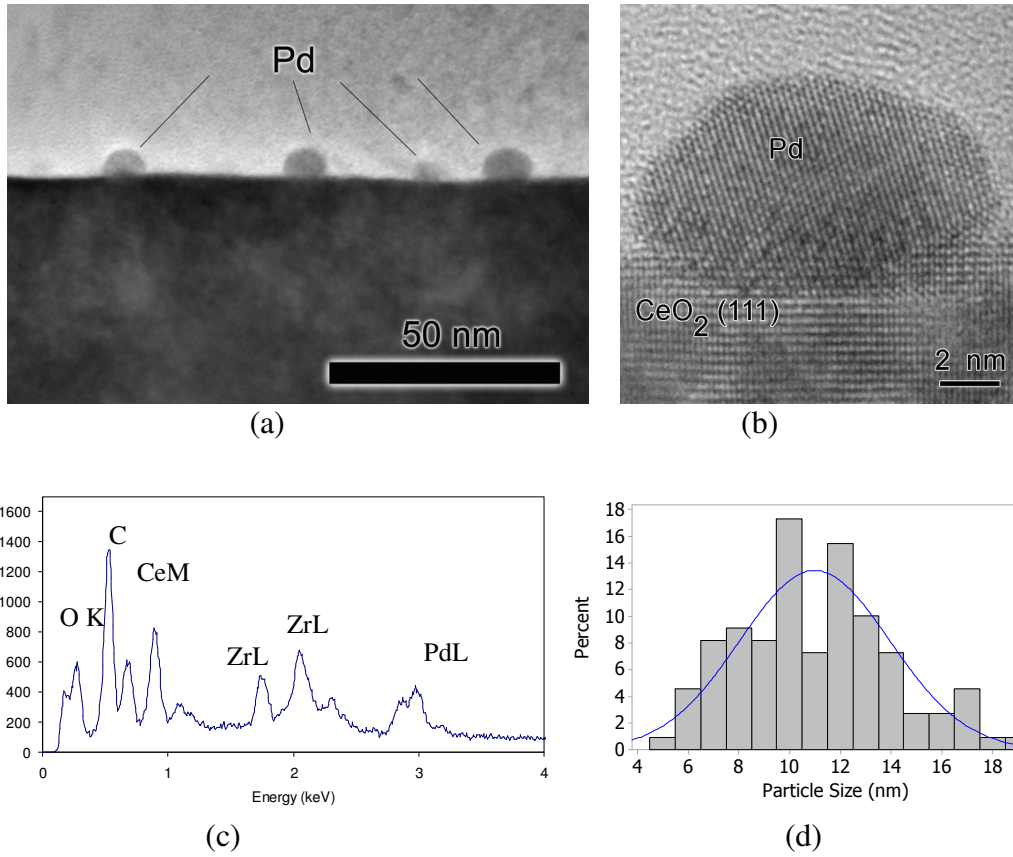 Pd
50 nm
(a)
Pd
CeO2 (111)
2 nm
(b)
1600
1400
1200
1000
800
600
400
200
0
C
CeM
O K
ZrL
ZrL
PdL
0 1 2 3 4
Energy (keV)
(c)
18
16
14
12
10
8
6
4
2
0
Percent
4 6 8 10 12 14 16 18
Particle Size (nm)
(d)